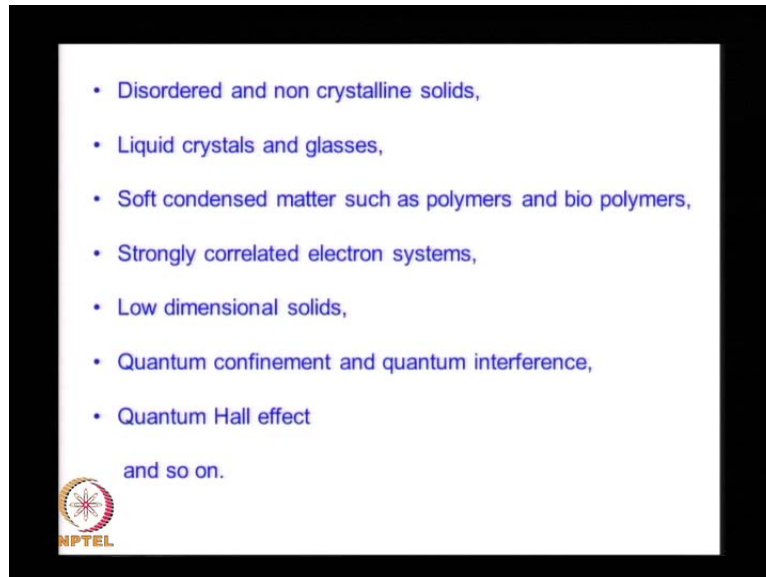 • Disordered and non crystalline solids,
• Liquid crystals and glasses,
• Soft condensed matter such as polymers and bio polymers,
• Strongly correlated electron systems,
• Low dimensional solids,
• Quantum confinement and quantum interference,
• Quantum Hall effect
and so on.
NPTEL